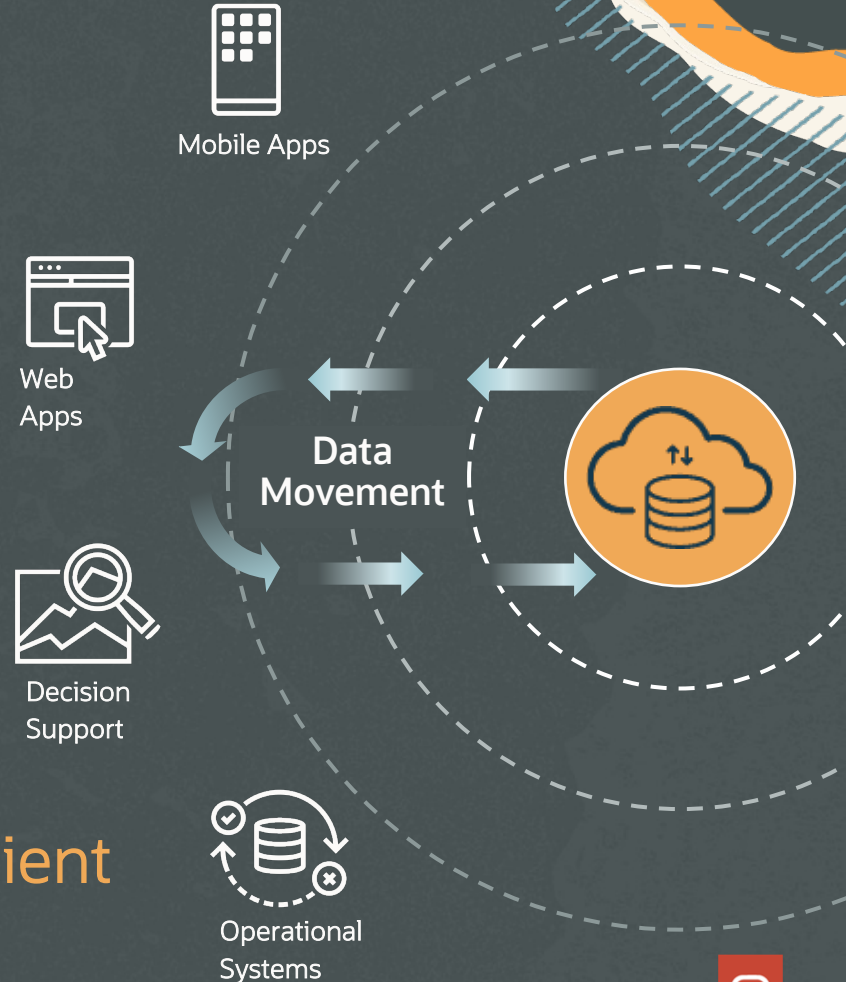 Mobile Apps
Web
Apps
Data
Movement
Decision
Support
ient
Operational
Systems